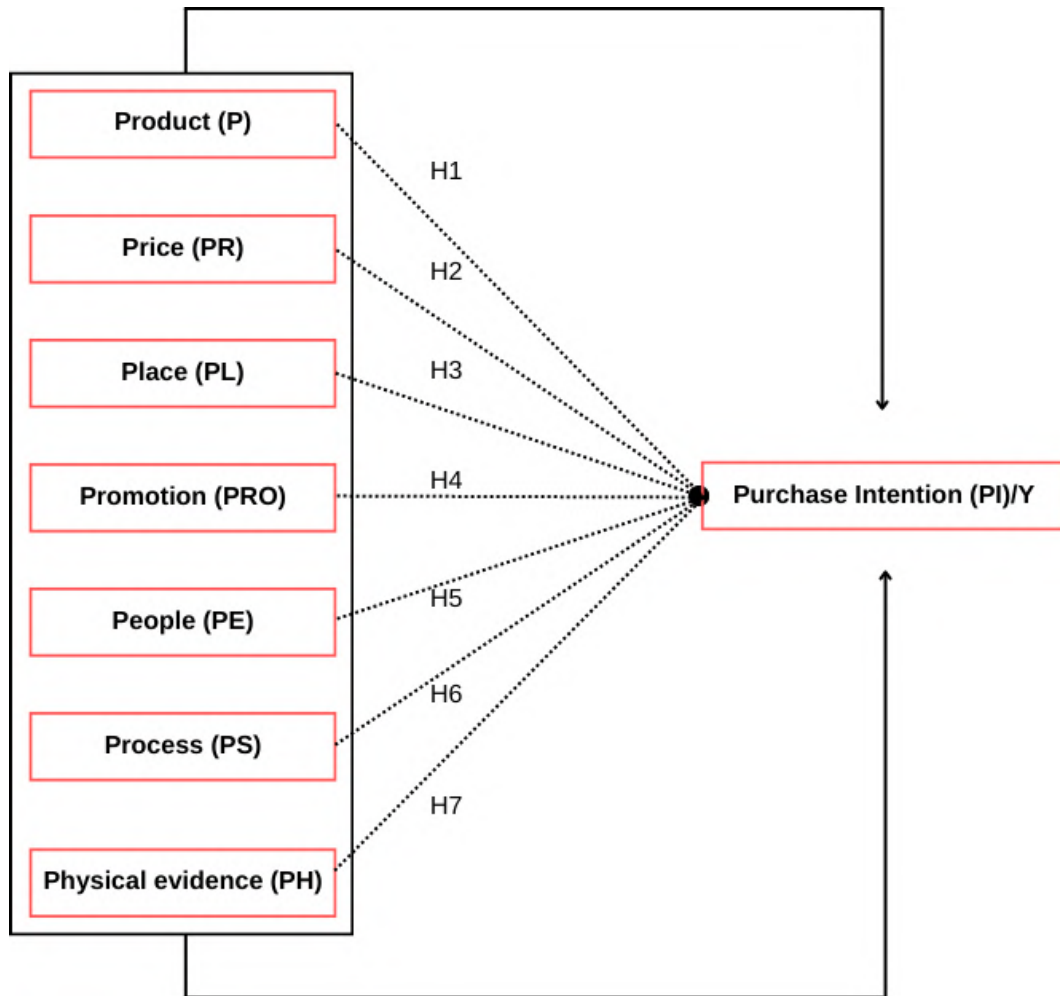 Product (P)
H1
Price (PR)
H2
Place (PL)
H3
Promotion (PRO)
H4
Purchase Intention (PI)/Y
People (PE)
H5
Process (PS)
H6
Physical evidence (PH)
H7